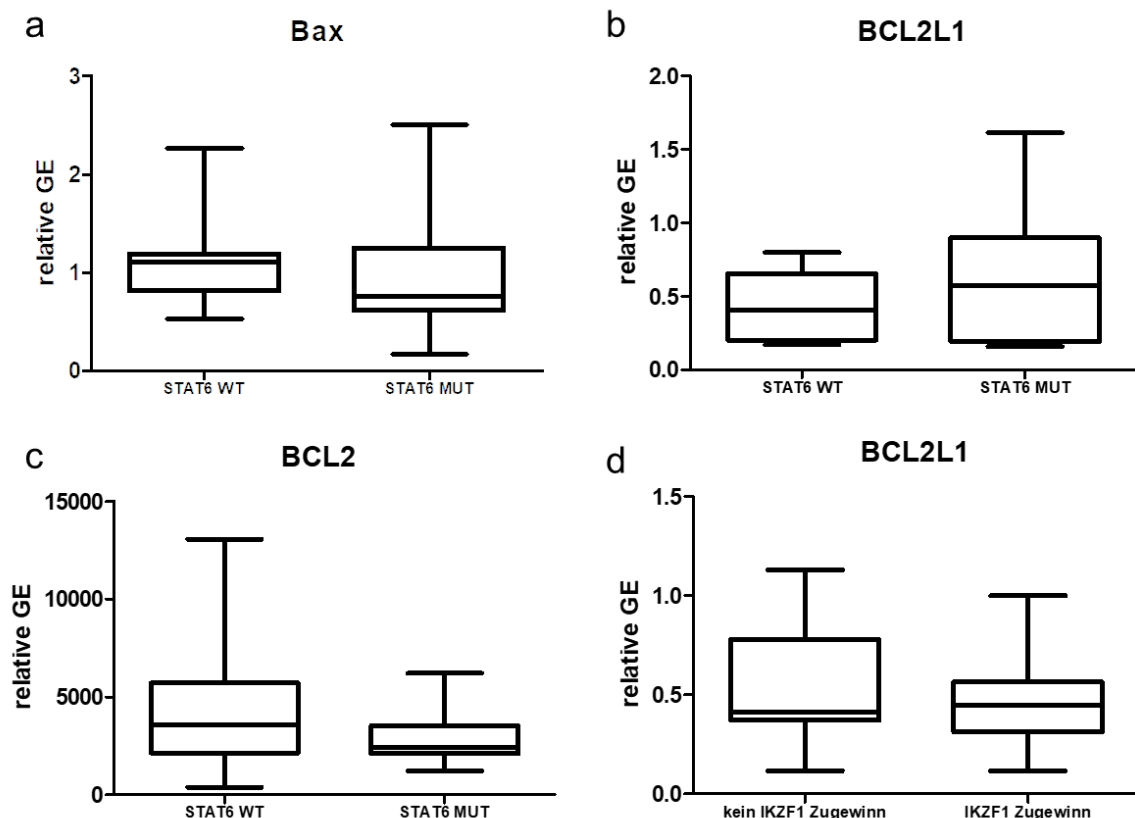 a
Bax
relative GE
3
2
1
0
STAT6 WT
STAT6 MUT
b
BCL2L1
relative GE
2.0
1.5
1.0
0.5
0.0
STAT6 WT
STAT6 MUT
c
BCL2
relative GE
15000
10000
5000
0
STAT6 WT
STAT6 MUT
d
BCL2L1
relative GE
1.5
1.0
0.5
0.0
kein IKZF1 Zugewinn
IKZF1 Zugewinn